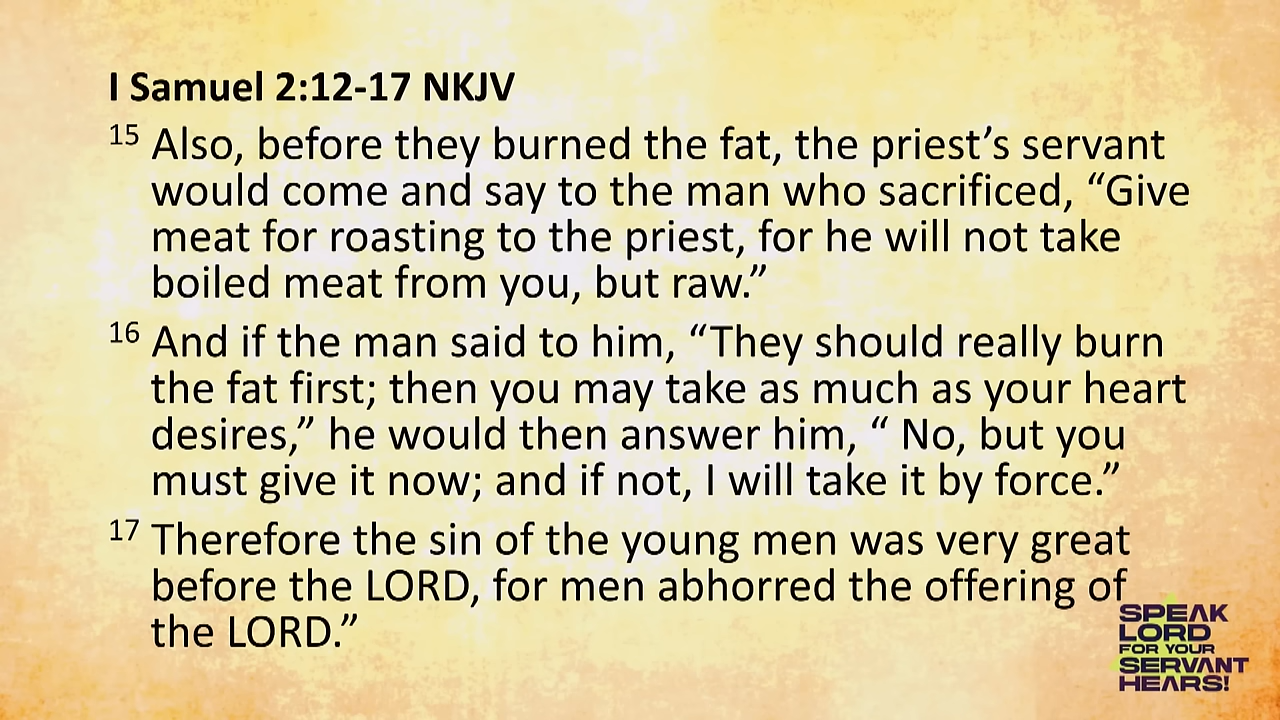 I Samuel 2:12-17 NKJV
15 Also, before they burned the fat, the priest’s servant
would come and say to the man who sacrificed, “Give
meat for roasting to the priest, for he will not take
boiled meat from you, but raw.”
16 And if the man said to him, “They should really burn
the fat first; then you may take as much as your heart
desires,” he would then answer him, “ No, but you
must give it now; and if not, I will take it by force.”
17 Therefore the sin of the young men was very great
before the LORD, for men abhorred the offering of
the LORD.”
SPEAK
LORD
FOR YOUR
SERVANT
HEARS!